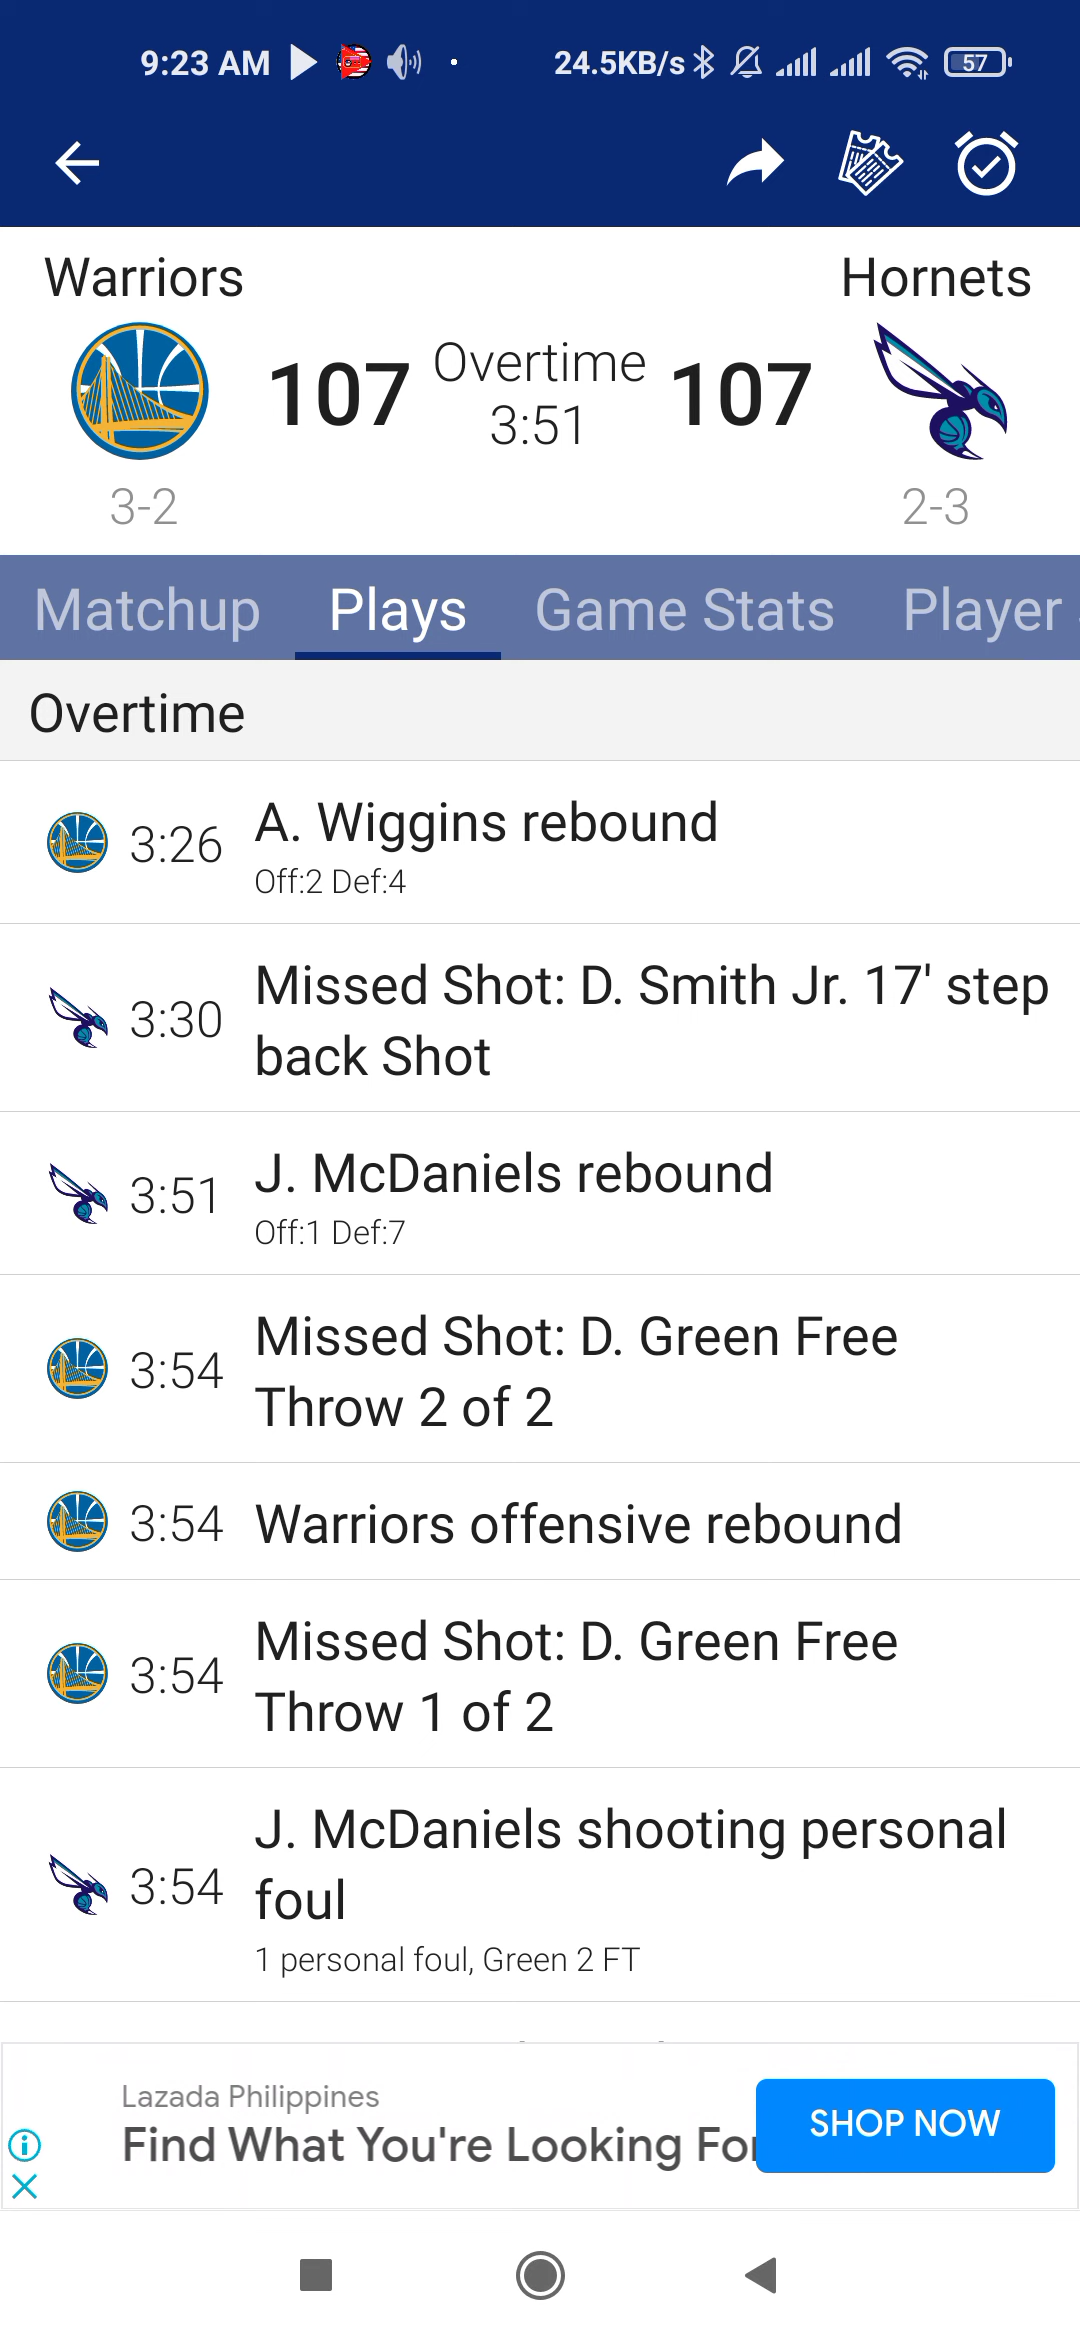 9:23 AM 24.5KB/s 57
Warriors Hornets
107 Overtime 107
3:51
3-2 2-3
Matchup Plays Game Stats Player
Overtime
3:26 A. Wiggins rebound
Off:2 Def:4
3:30 Missed Shot: D. Smith Jr. 17' step
back Shot
3:51 J. McDaniels rebound
Off:1 Def:7
3:54 Missed Shot: D. Green Free
Throw 2 of 2
3:54 Warriors offensive rebound
3:54 Missed Shot: D. Green Free
Throw 1 of 2
3:54 J. McDaniels shooting personal
foul
1 personal foul, Green 2 FT
Lazada Philippines
Find What You're Looking For
SHOP NOW